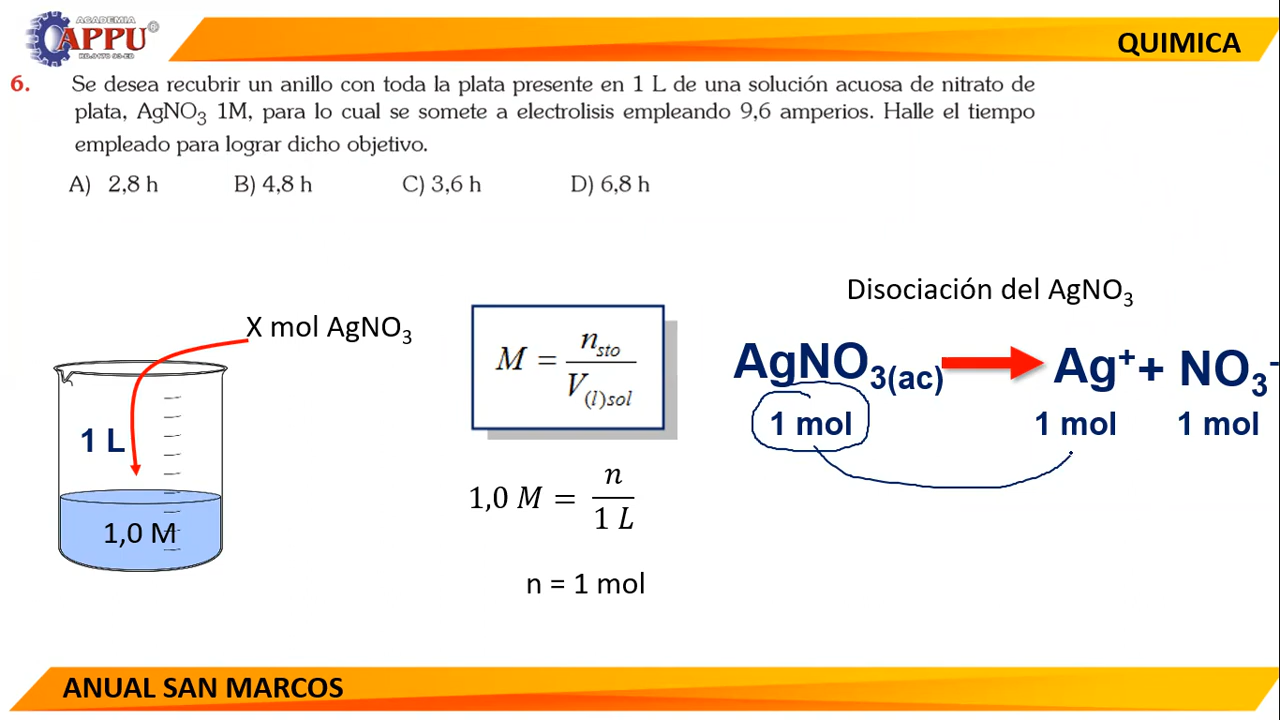 ACADEMIA
APPU®
QUIMICA
6. Se desea recubrir un anillo con toda la plata presente en 1 L de una solución acuosa de nitrato de
plata, AgNO₃ 1M, para lo cual se somete a electrolisis empleando 9,6 amperios. Halle el tiempo
empleado para lograr dicho objetivo.
A) 2,8 h B) 4,8 h C) 3,6 h D) 6,8 h
Disociación del AgNO₃
X mol AgNO₃
M = n_sto / V_(l)sol
AgNO₃(ac) Ag⁺ + NO₃⁻
1 mol 1 mol 1 mol
1 L
1,0 M = n / 1 L
1,0 M
n = 1 mol
ANUAL SAN MARCOS